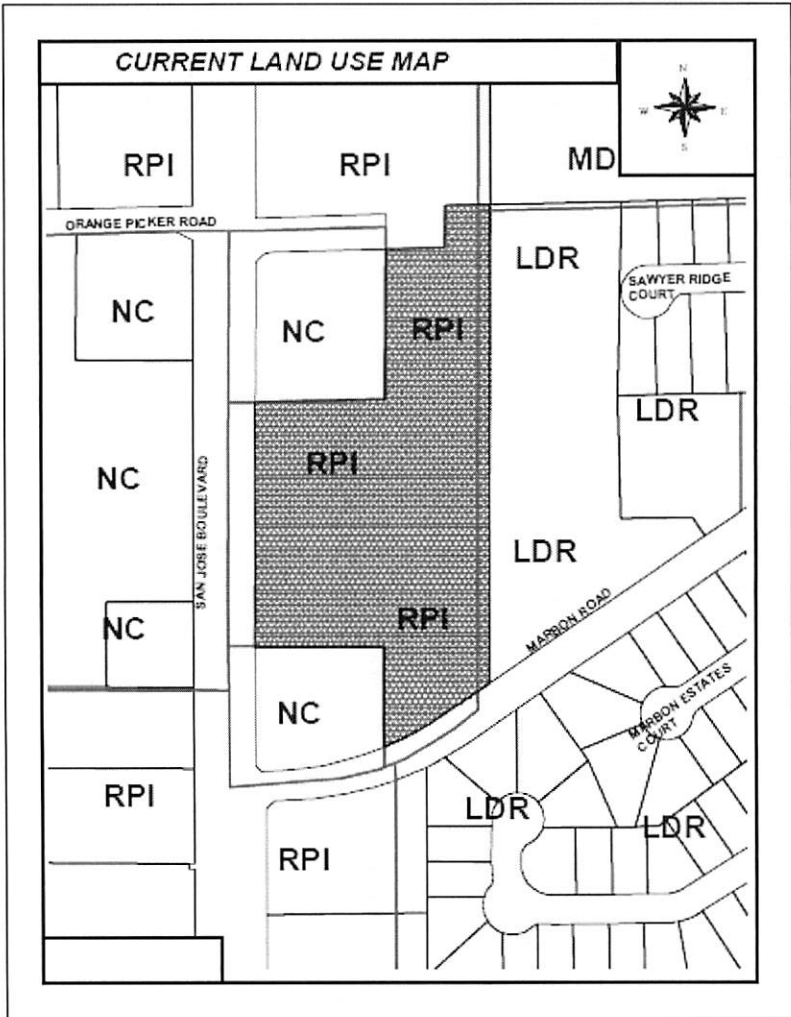 CURRENT LAND USE MAP
N
W
E
S
RPI
RPI
MD
ORANGE PICKER ROAD
LDR
SAWYER RIDGE
COURT
NC
NC
RPI
LDR
RPI
NC
SAN JOSE BOULEVARD
LDR
MARBON ROAD
NC
RPI
NC
MARBON ESTATES
COURT
RPI
LDR
LDR
RPI